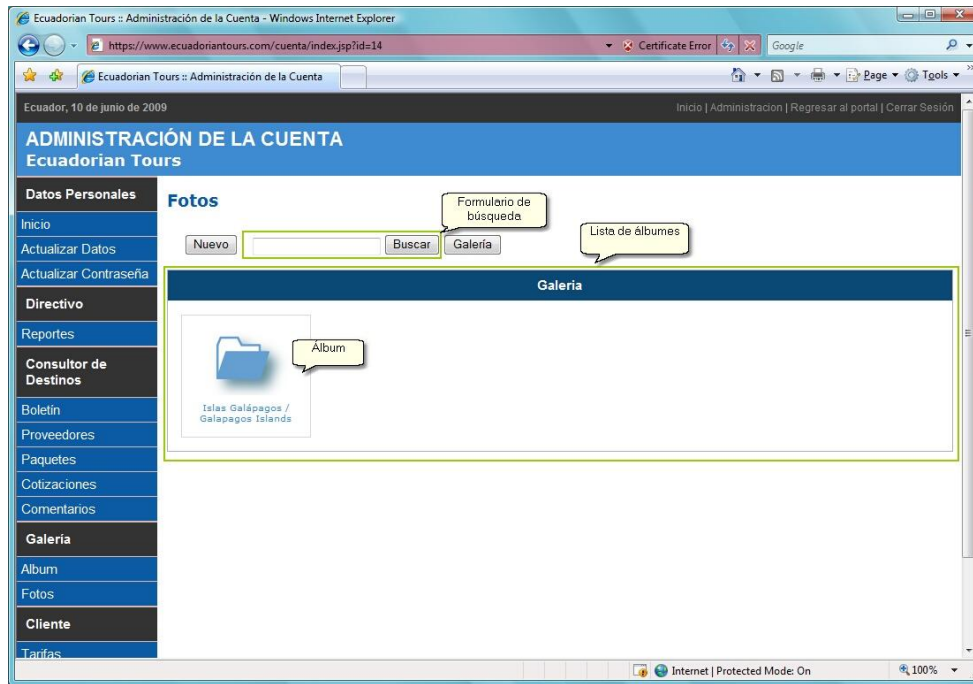 Ecuadorian Tours :: Administración de la Cuenta - Windows Internet Explorer
https://www.ecuadoriantours.com/cuenta/index.jsp?id=14
Certificate Error
Google
Ecuadorian Tours :: Administración de la Cuenta
Page
Tools
Ecuador, 10 de junio de 2009
Inicio | Administracion | Regresar al portal | Cerrar Sesión
ADMINISTRACIÓN DE LA CUENTA
Ecuadorian Tours
Datos Personales
Inicio
Actualizar Datos
Actualizar Contraseña
Directivo
Reportes
Consultor de
Destinos
Boletín
Proveedores
Paquetes
Cotizaciones
Comentarios
Galería
Album
Fotos
Cliente
Tarifas
Fotos
Formulario de
búsqueda
Nuevo
Buscar
Galería
Lista de álbumes
Galeria
Álbum
Islas Galápagos /
Galapagos Islands
Internet | Protected Mode: On
100%